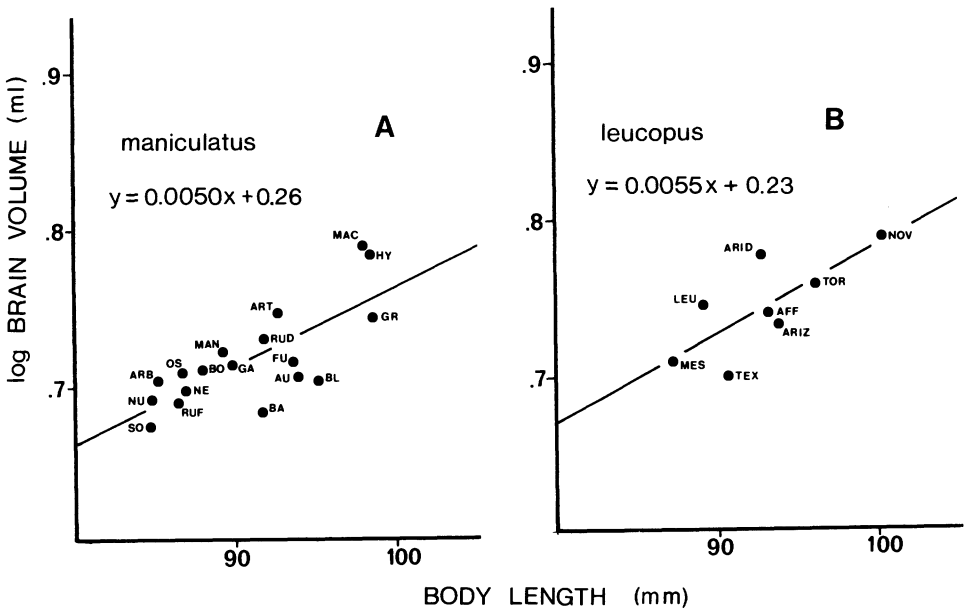 log BRAIN VOLUME (ml)
.9
.8
.7
90
100
A
maniculatus
y = 0.0050x + 0.26
MAC
HY
ART
GR
RUD
MAN
FU
OS
BO
GA
ARB
AU
BL
NE
NU
RUF
BA
SO
.9
.8
.7
90
100
B
leucopus
y = 0.0055x + 0.23
NOV
ARID
TOR
LEU
AFF
ARIZ
MES
TEX
BODY LENGTH (mm)